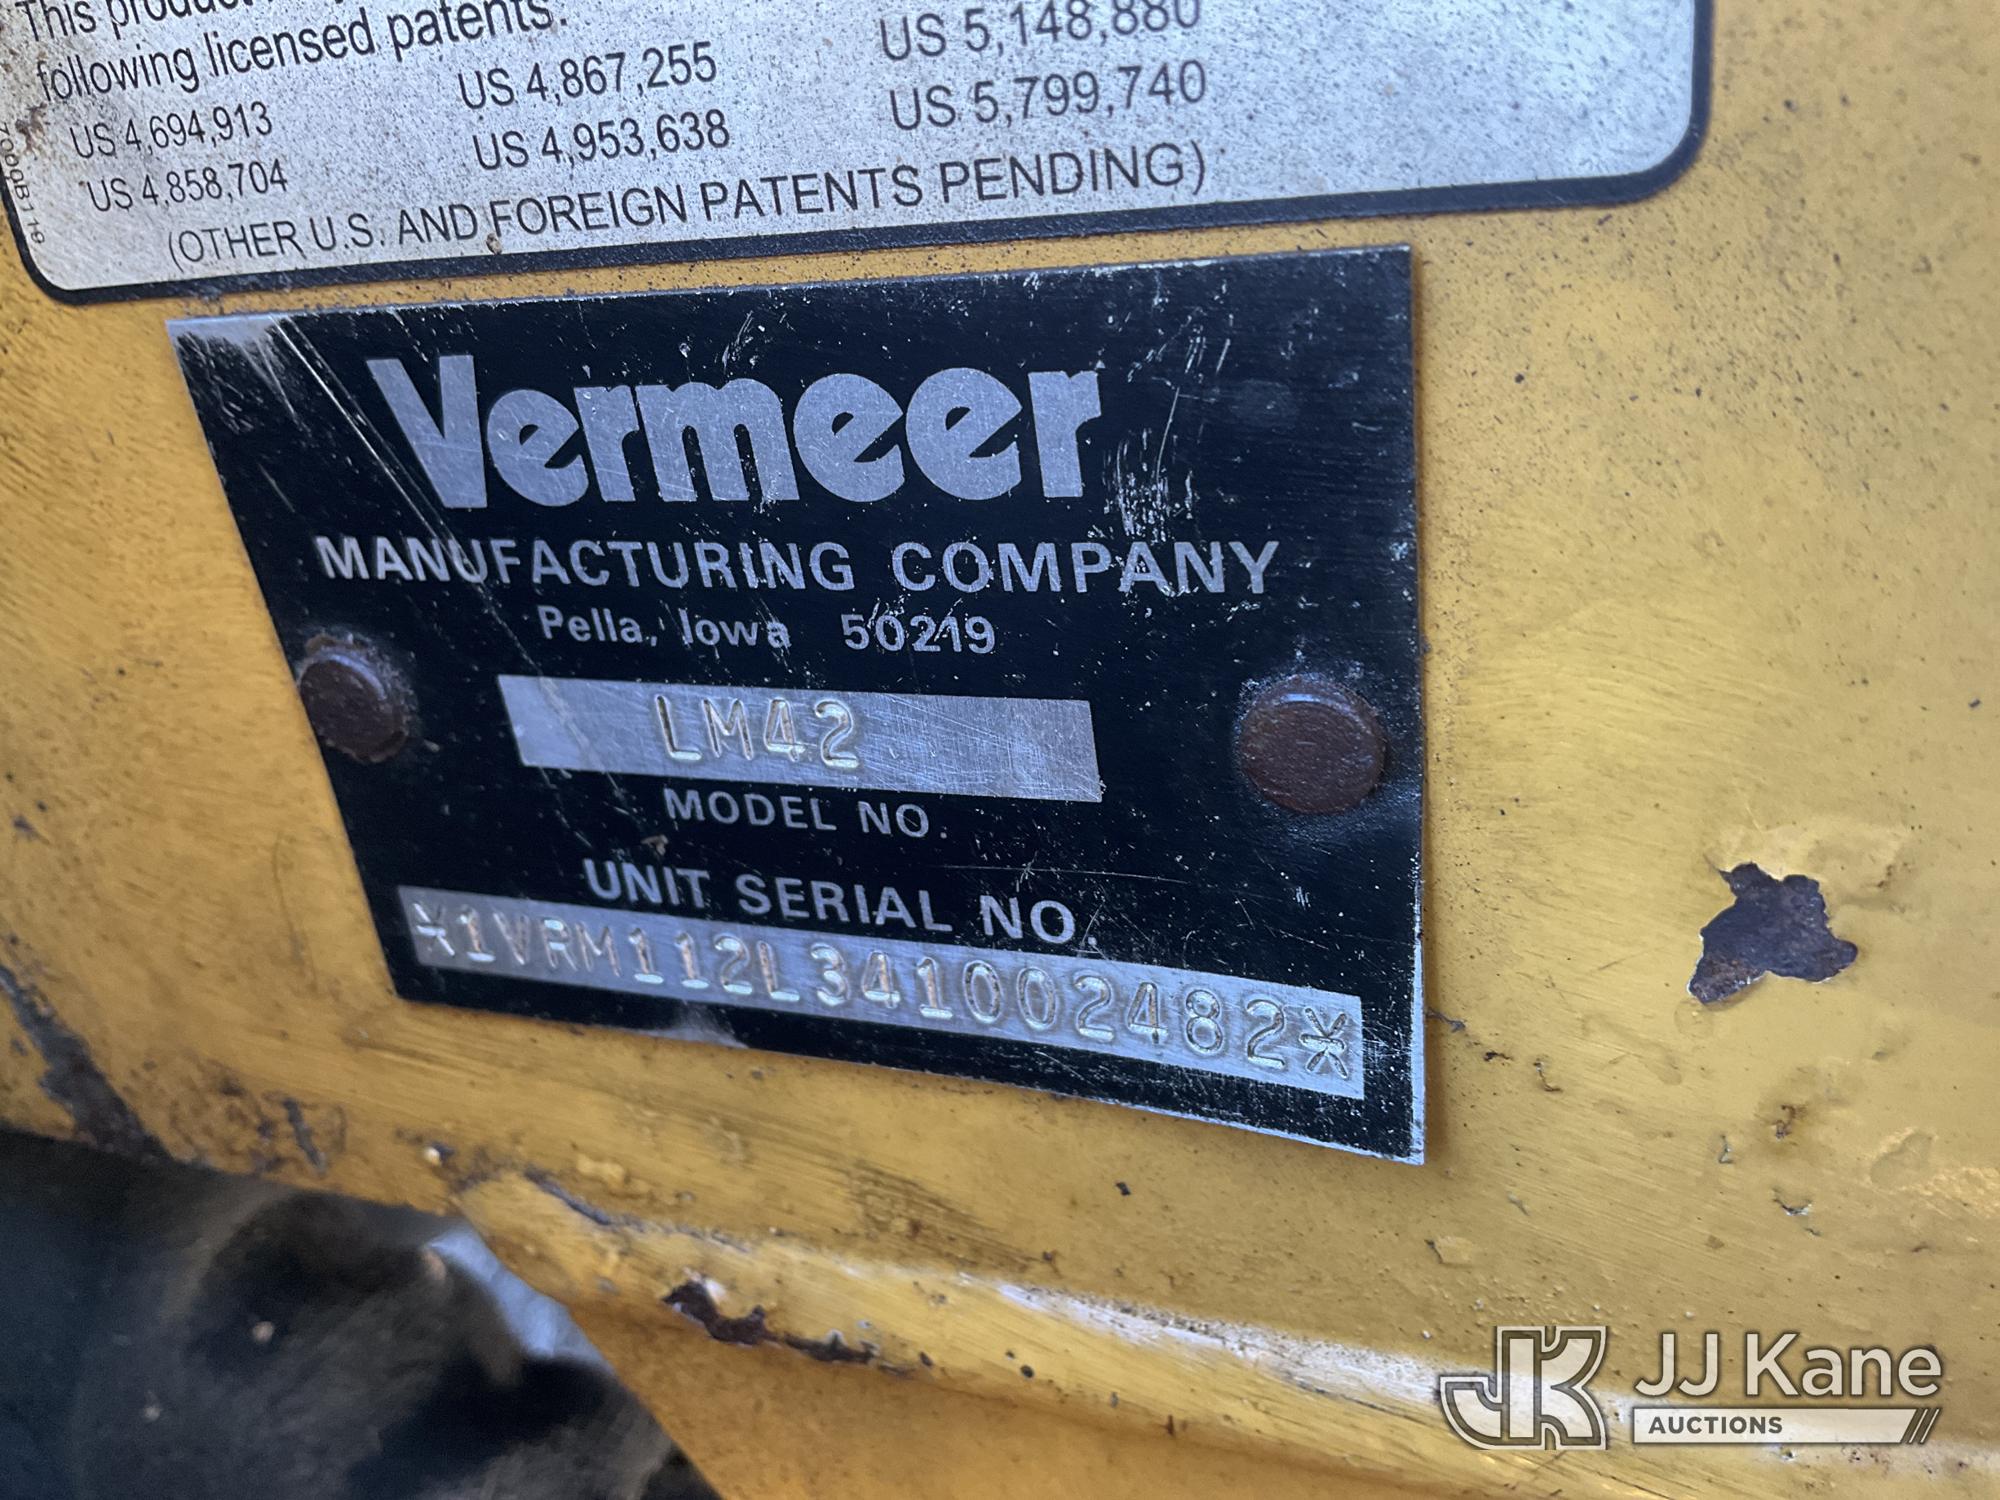 This product
following licensed patents.
US 4,694,913 US 4,867,255 US 5,148,880
US 4,858,704 US 4,953,638 US 5,799,740
(OTHER U.S. AND FOREIGN PATENTS PENDING)
Vermeer
MANUFACTURING COMPANY
Pella, Iowa 50219
LM42
MODEL NO.
UNIT SERIAL NO.
*1VRM112L341002482*
JJ Kane
AUCTIONS